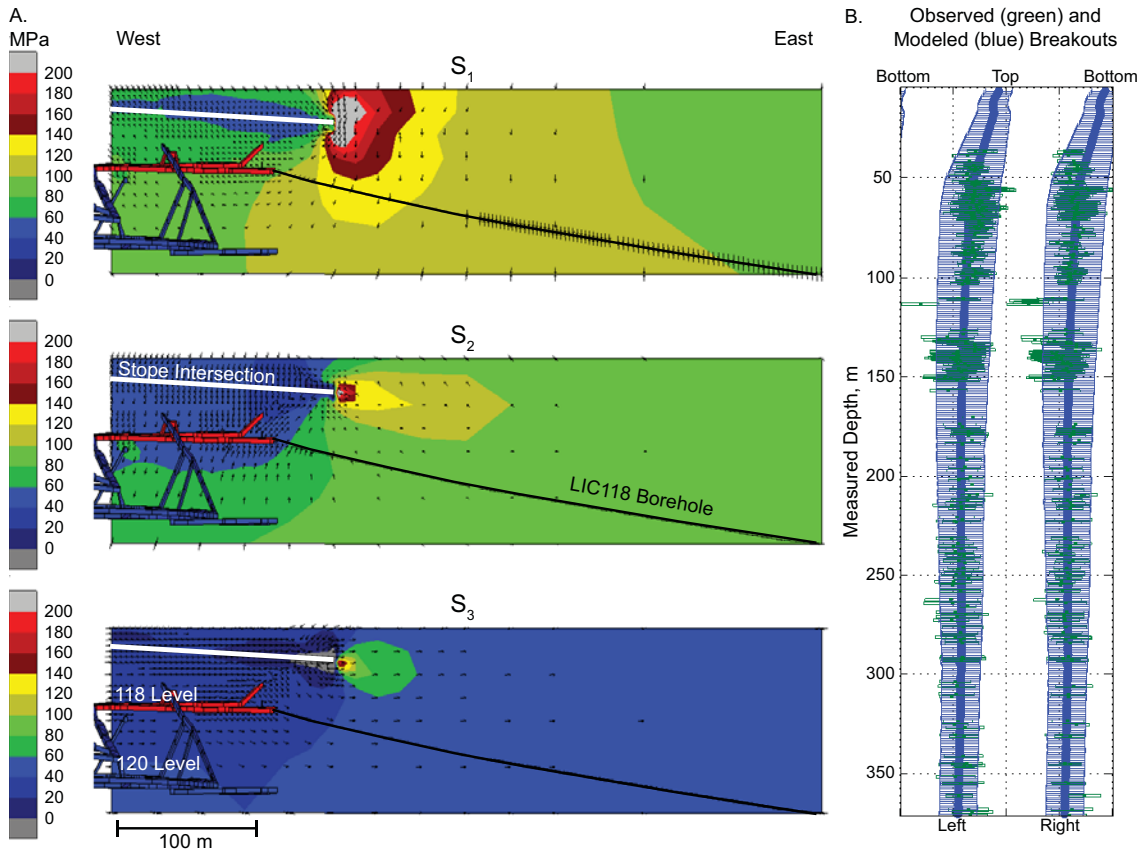 A.
MPa
West
East
S1
200
180
160
140
120
100
80
60
40
20
0
S2
Stope Intersection
LIC118 Borehole
200
180
160
140
120
100
80
60
40
20
0
S3
118 Level
120 Level
200
180
160
140
120
100
80
60
40
20
0
100 m
B.
Observed (green) and
Modeled (blue) Breakouts
Bottom Top Bottom
Measured Depth, m
50
100
150
200
250
300
350
Left Right